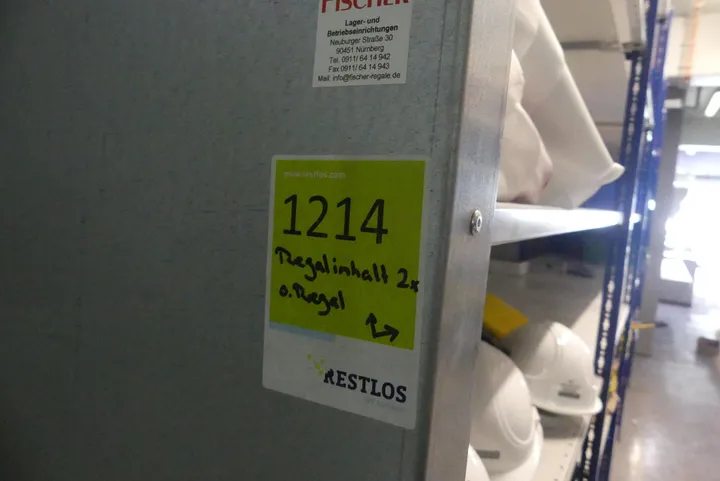 FISCHER
Lager- und
Betriebseinrichtungen
Neuburger Straße 30
90451 Nürnberg
Tel. 0911/ 64 14 942
Fax 0911/ 64 14 943
Mail: info@fischer-regale.de
www.restlos.com
1214
Regalinhalt 2x
o. Regal
RESTLOS